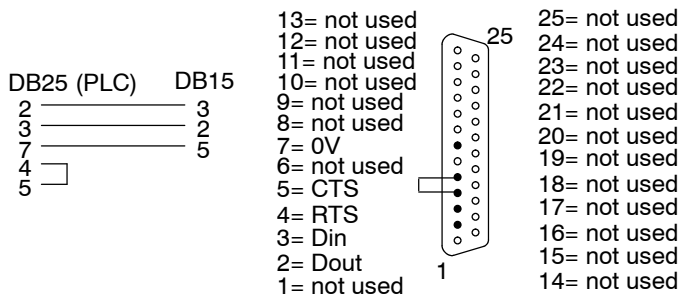 DB25 (PLC) DB15
2 3
3 2
7 5
4
5
13= not used
12= not used
11= not used
10= not used
9= not used
8= not used
7= 0V
6= not used
5= CTS
4= RTS
3= Din
2= Dout
1= not used
25
1
25= not used
24= not used
23= not used
22= not used
21= not used
20= not used
19= not used
18= not used
17= not used
16= not used
15= not used
14= not used